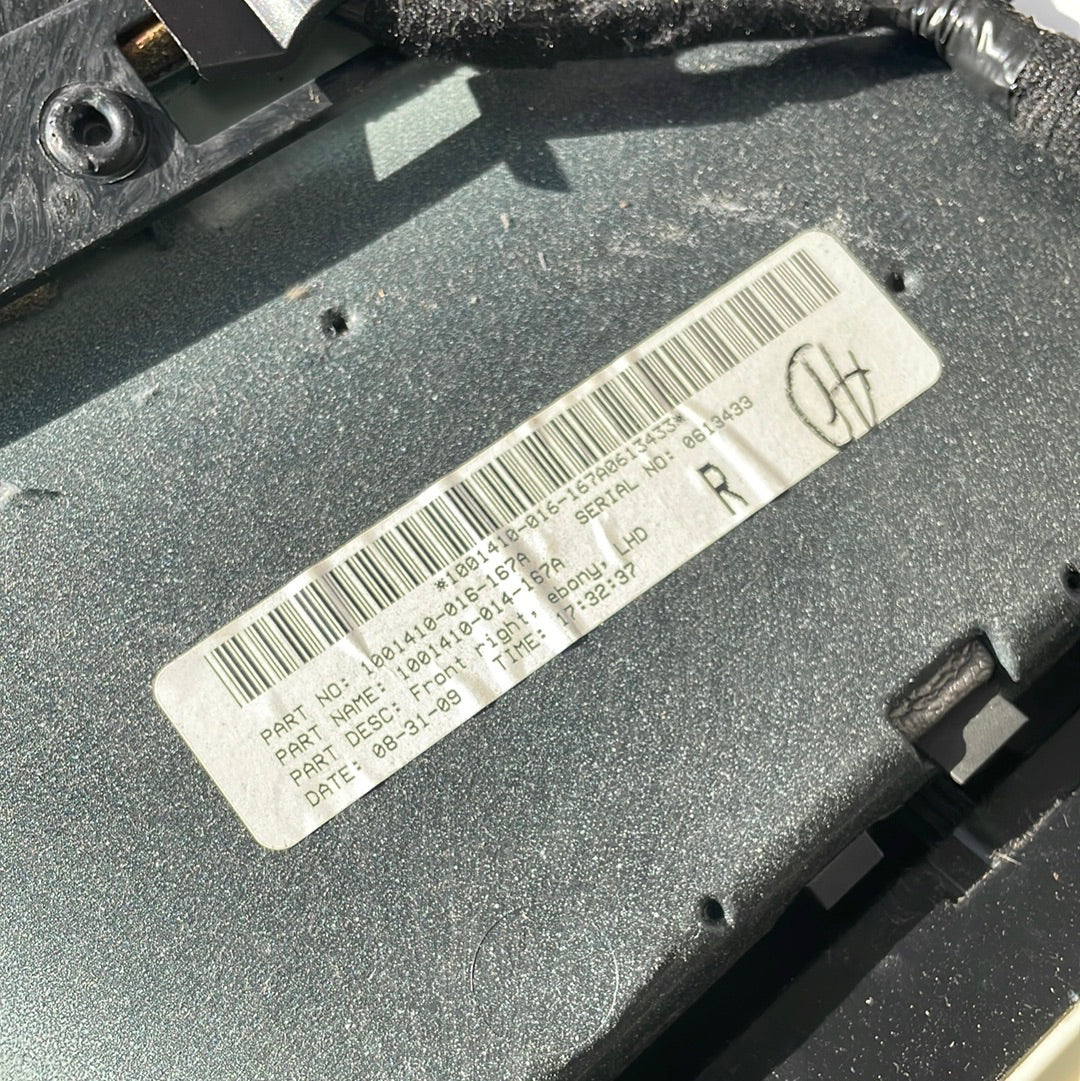 *1001410-016-167A0613433*
PART NO: 1001410-016-167A SERIAL NO: 0613433
PART NAME: 1001410-014-167A
PART DESC: Front right, ebony, LHD
DATE: 08-31-09 TIME: 17:32:37
R